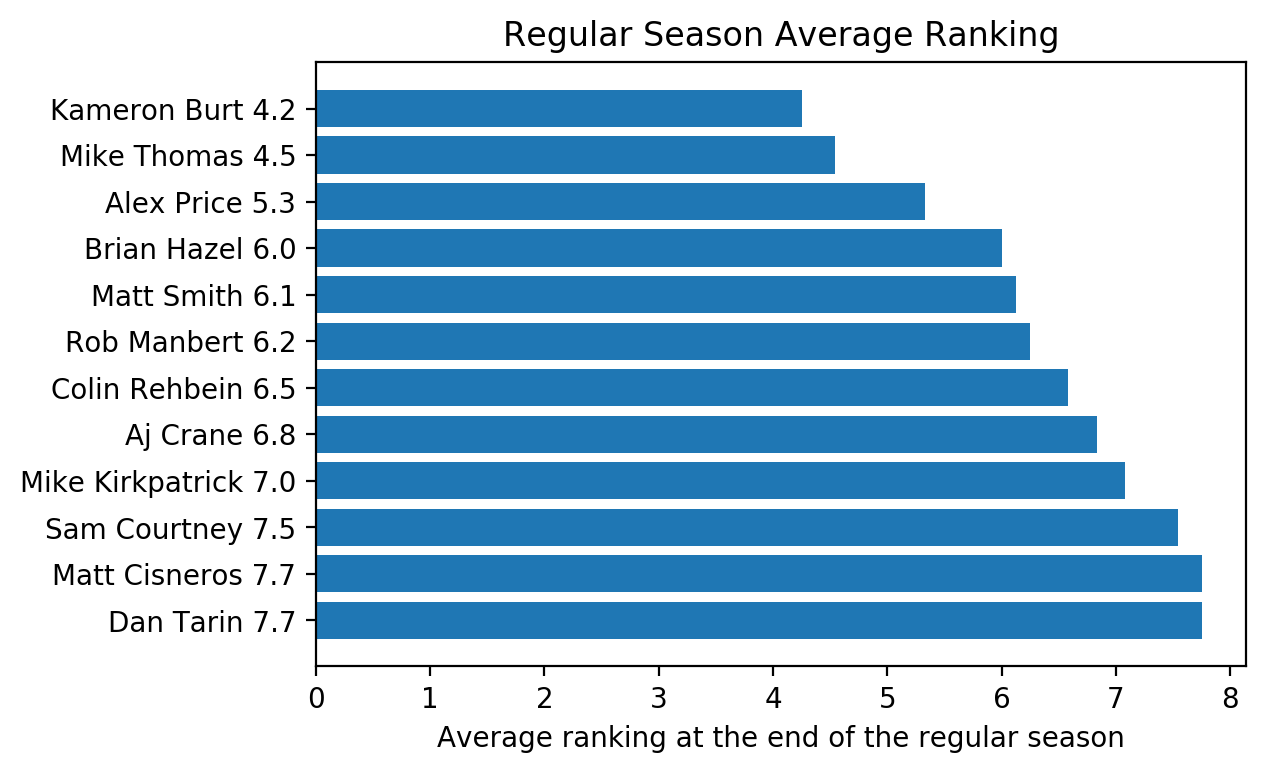 Regular Season Average Ranking
Kameron Burt 4.2
Mike Thomas 4.5
Alex Price 5.3
Brian Hazel 6.0
Matt Smith 6.1
Rob Manbert 6.2
Colin Rehbein 6.5
Aj Crane 6.8
Mike Kirkpatrick 7.0
Sam Courtney 7.5
Matt Cisneros 7.7
Dan Tarin 7.7
0 1 2 3 4 5 6 7 8
Average ranking at the end of the regular season